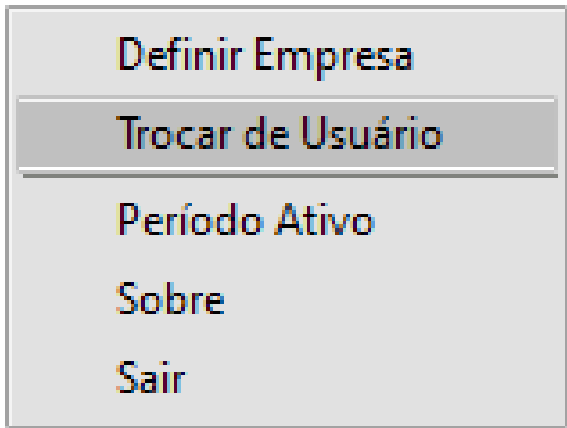 Definir Empresa
Trocar de Usuário
Período Ativo
Sobre
Sair